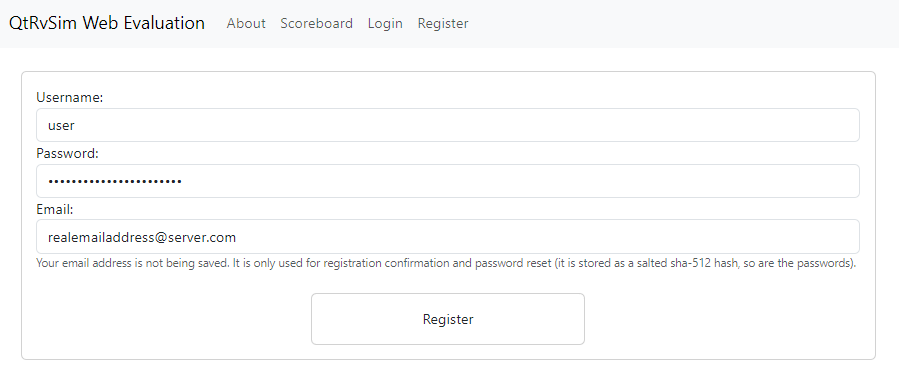 QtRvSim Web Evaluation About Scoreboard Login Register
Username:
user
Password:
•••••••••••••••••••••••
Email:
realemailaddress@server.com
Your email address is not being saved. It is only used for registration confirmation and password reset (it is stored as a salted sha-512 hash, so are the passwords).
Register